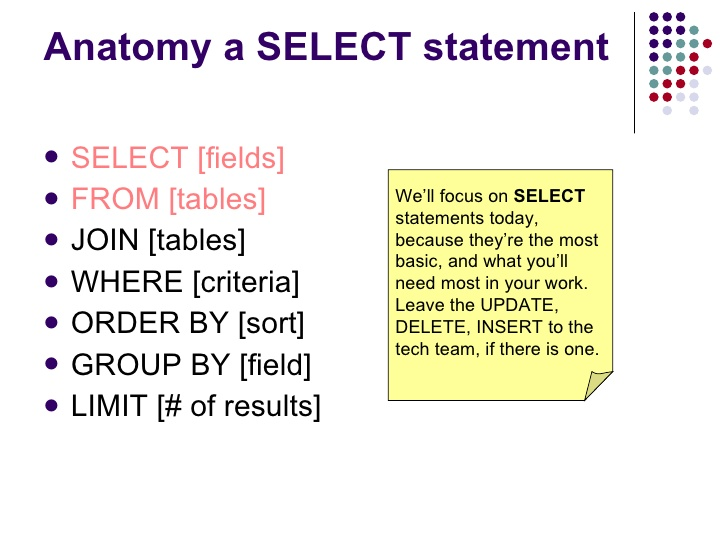 Anatomy a SELECT statement
SELECT [fields]
FROM [tables]
JOIN [tables]
WHERE [criteria]
ORDER BY [sort]
GROUP BY [field]
LIMIT [# of results]
We’ll focus on SELECT
statements today,
because they’re the most
basic, and what you’ll
need most in your work.
Leave the UPDATE,
DELETE, INSERT to the
tech team, if there is one.